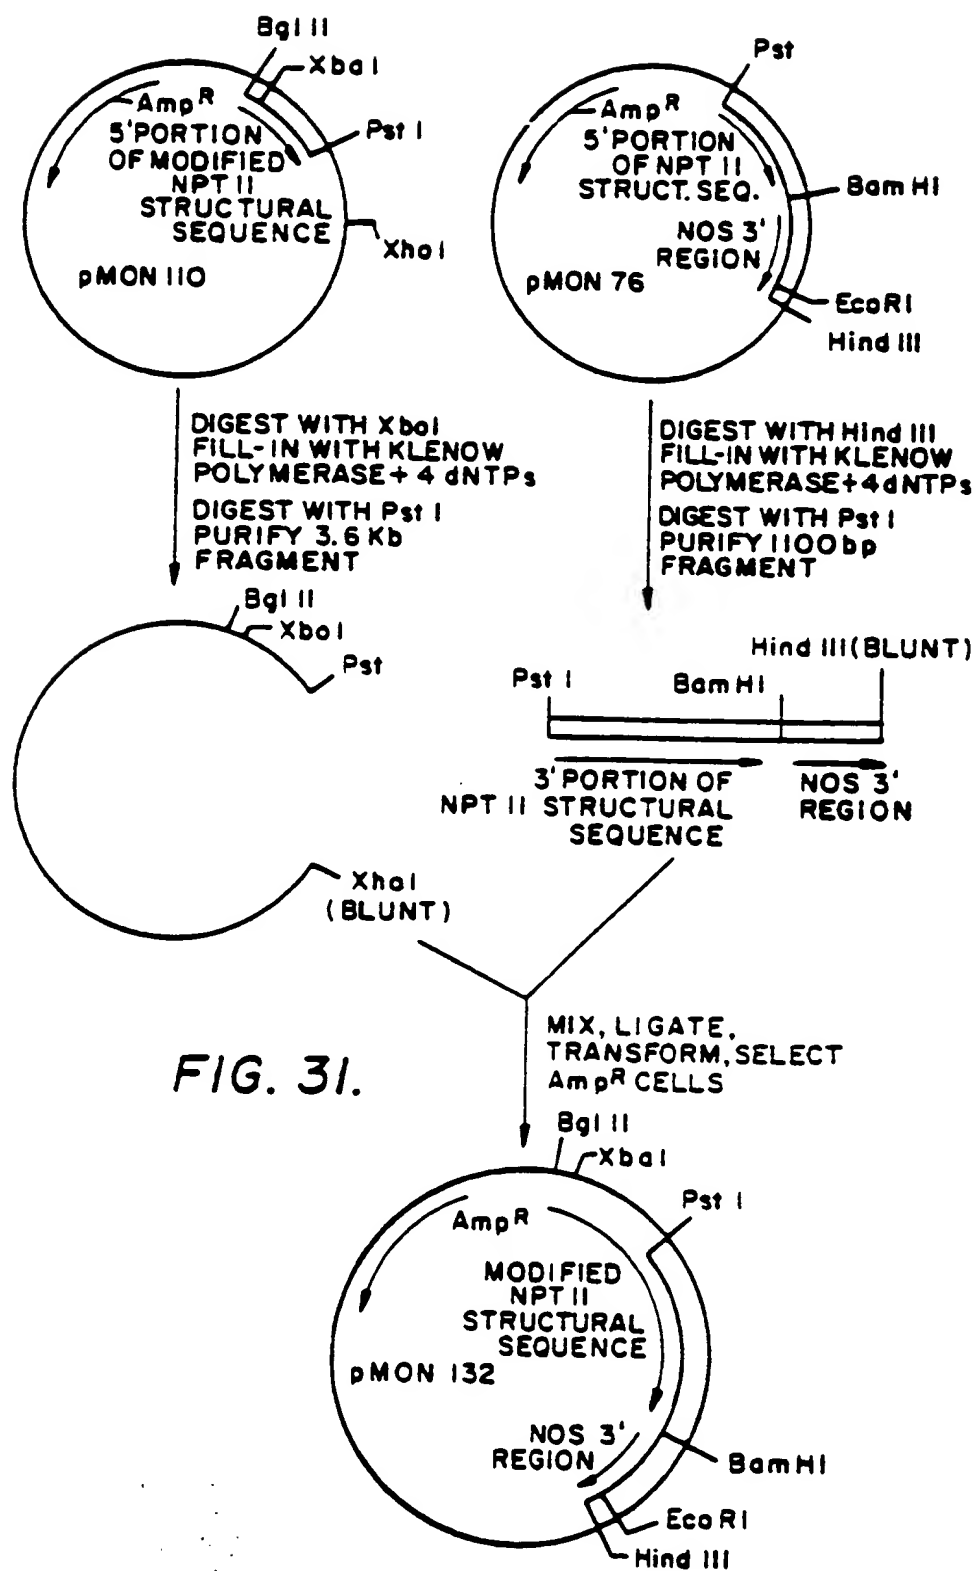 Bgl II
Xba I
Amp R
Pst I
5' PORTION
OF MODIFIED
NPT II
STRUCTURAL
SEQUENCE
Xho I
pMON 110
Pst
Amp R
5' PORTION
OF NPT II
STRUCT. SEQ.
Bam HI
NOS 3'
REGION
pMON 76
EcoRI
Hind III
DIGEST WITH XboI
FILL-IN WITH KLENOW
POLYMERASE + 4 dNTPs
DIGEST WITH Pst I
PURIFY 3.6 Kb
FRAGMENT
DIGEST WITH Hind III
FILL-IN WITH KLENOW
POLYMERASE + 4 dNTPs
DIGEST WITH Pst I
PURIFY 1100 bp
FRAGMENT
Bgl II
Xbo I
Pst
Xho I
(BLUNT)
Hind III (BLUNT)
Pst I
Bam HI
3' PORTION OF
NPT II STRUCTURAL
SEQUENCE
NOS 3'
REGION
MIX, LIGATE,
TRANSFORM, SELECT
Amp R CELLS
FIG. 31.
Bgl II
Xba I
Pst I
Amp R
MODIFIED
NPT II
STRUCTURAL
SEQUENCE
pMON 132
NOS 3'
REGION
Bam HI
Eco RI
Hind III